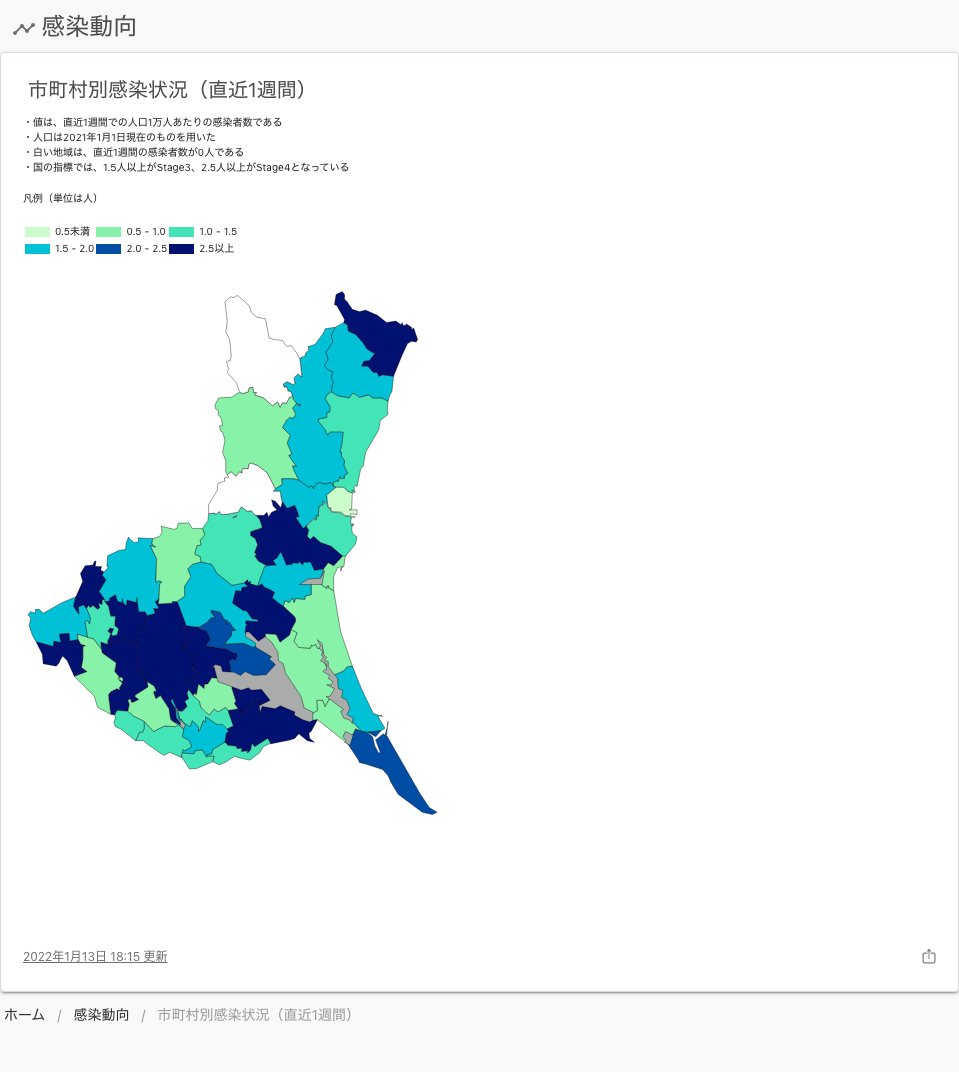 感染動向
市町村別感染状況（直近1週間）
・値は、直近1週間での人口1万人あたりの感染者数である
・人口は2021年1月1日現在のものを用いた
・白い地域は、直近1週間の感染者数が0人である
・国の指標では、1.5人以上がStage3、2.5人以上がStage4となっている
凡例（単位は人）
0.5未満 0.5 - 1.0 1.0 - 1.5
1.5 - 2.0 2.0 - 2.5 2.5以上
2022年1月13日 18:15 更新
ホーム / 感染動向 / 市町村別感染状況（直近1週間）